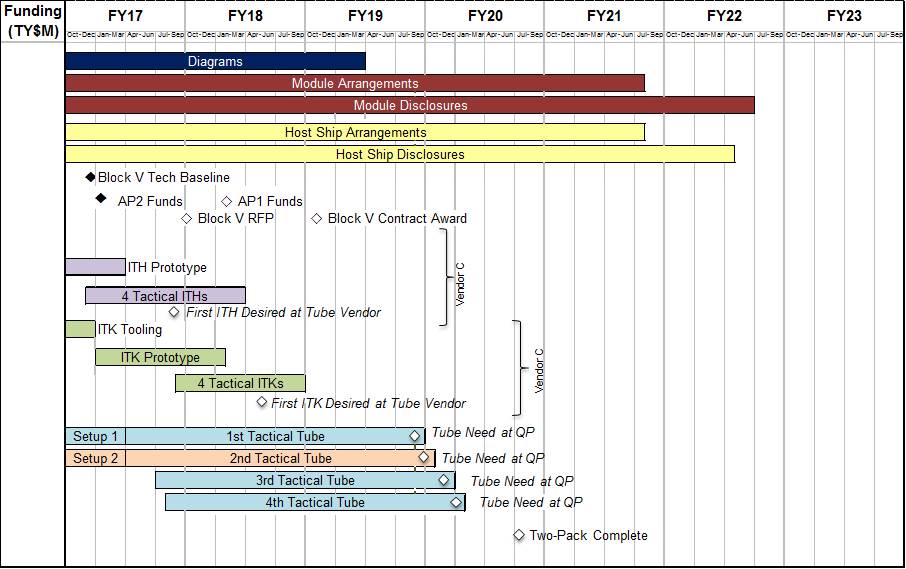 Funding (TY$M) FY17 FY18 FY19 FY20 FY21 FY22 FY23
Oct-Dec Jan-Mar Apr-Jun Jul-Sep Oct-Dec Jan-Mar Apr-Jun Jul-Sep Oct-Dec Jan-Mar Apr-Jun Jul-Sep Oct-Dec Jan-Mar Apr-Jun Jul-Sep Oct-Dec Jan-Mar Apr-Jun Jul-Sep Oct-Dec Jan-Mar Apr-Jun Jul-Sep Oct-Dec Jan-Mar Apr-Jun Jul-Sep
Diagrams
Module Arrangements
Module Disclosures
Host Ship Arrangements
Host Ship Disclosures
Block V Tech Baseline
AP2 Funds AP1 Funds
Block V RFP Block V Contract Award
Vendor C
ITH Prototype
4 Tactical ITHs
First ITH Desired at Tube Vendor
ITK Tooling
ITK Prototype
Vendor C
4 Tactical ITKs
First ITK Desired at Tube Vendor
Setup 1 1st Tactical Tube Tube Need at QP
Setup 2 2nd Tactical Tube Tube Need at QP
3rd Tactical Tube Tube Need at QP
4th Tactical Tube Tube Need at QP
Two-Pack Complete